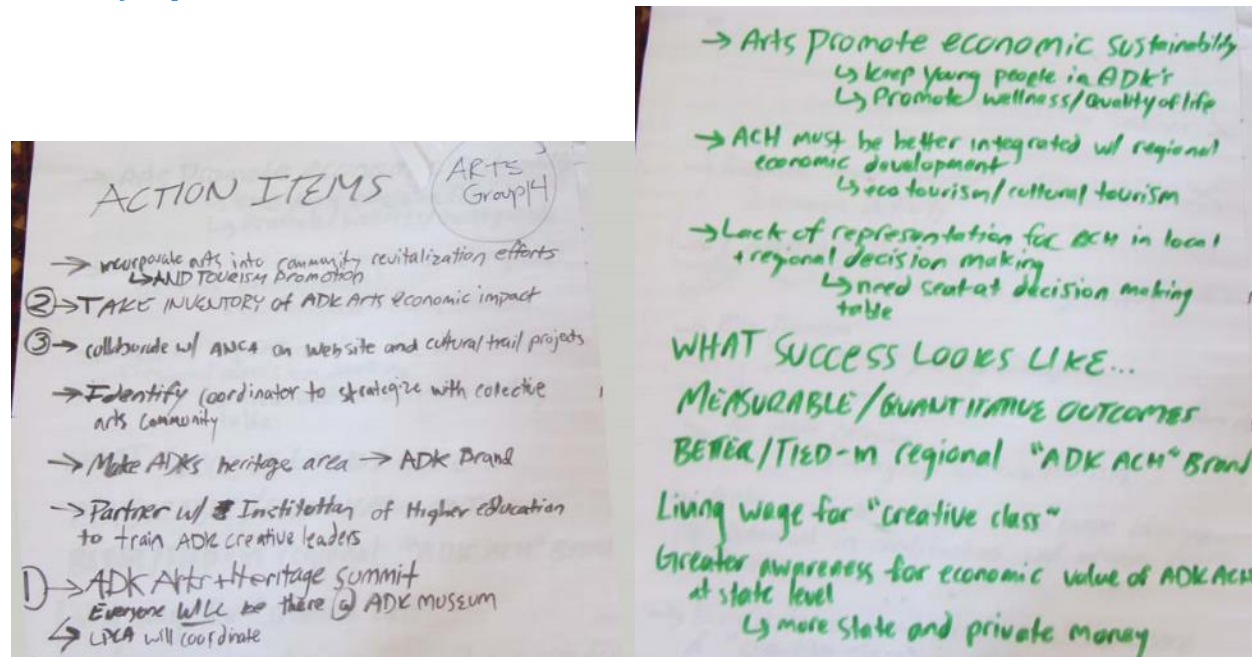 ACTION ITEMS
ARTS
Group 14
→ incorporate arts into community revitalization efforts
↳ AND TOURISM promotion
② → TAKE INVENTORY of ADK Arts economic impact
③ → collaborate w/ ANCA on website and cultural trail projects
→ Identify coordinator to strategize with colective
arts community
→ Make ADKs heritage area → ADK Brand
→ Partner w/ Institution of Higher education
to train ADK creative leaders
1) → ADK Arts + Heritage Summit
Everyone WILL be there @ ADK MUSEUM
↳ LPCA will coordinate
→ Arts promote economic sustainability
↳ keep young people in ADK's
↳ Promote wellness/Quality of life
→ ACH must be better integrated w/ regional
economic development
↳ eco tourism/cultural tourism
→ Lack of representation for ACH in local
+ regional decision making
↳ need seat at decision making
table
WHAT SUCCESS LOOKS LIKE...
MEASURABLE/QUANTITATIVE OUTCOMES
BETTER/TIED-in regional "ADK ACH" Brand
Living wage for "creative class"
Greater awareness for economic value of ADK ACH
at state level
↳ more state and private money